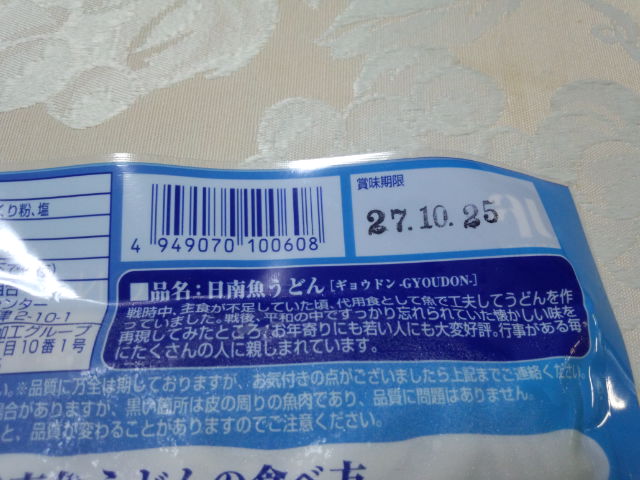 くり粉、塩
4 949070 100608
賞味期限
27.10.25
■品名:日南魚うどん[ギョウドン-GYOUDON-]
戦時中、主食が不足していた頃、代用食として魚で工夫してうどんを作
っていました。戦後、平和の中ですっかり忘れられていた懐かしい味を
再現してみたところ、お年寄りにも若い人にも大変好評。行事がある毎
にたくさんの人に親しまれています。
ンター
津2-10-1
加工グループ
丁目10番1号
い。※品質に万全は期しておりますが、お気付きの点がございましたら上記までご連絡ください。
場合がありますが、黒い箇所は皮の周りの魚肉であり、品質に問題はありません。
と、品質が変わることがありますのでご注意ください。
魚うどんの食べ方